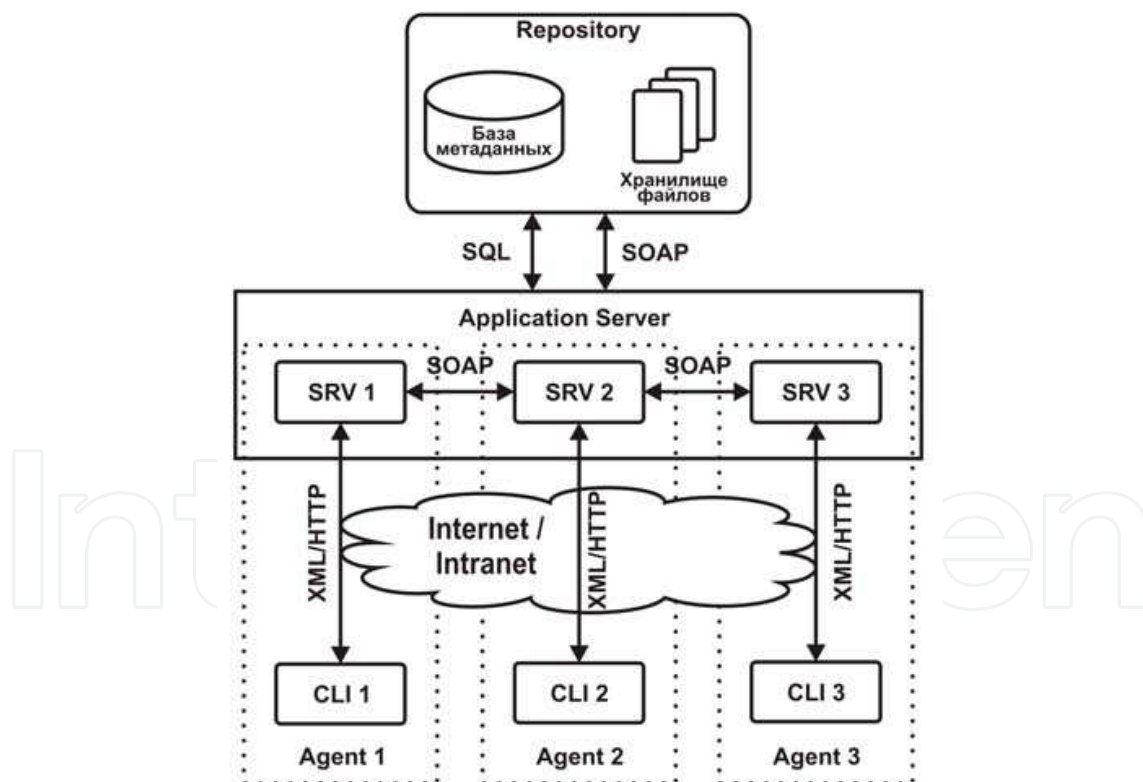 Repository
База
метаданных
Хранилище
файлов
SQL
SOAP
Application Server
SOAP
SOAP
SRV 1
SRV 2
SRV 3
XML/HTTP
XML/HTTP
XML/HTTP
Internet /
Intranet
CLI 1
CLI 2
CLI 3
Agent 1
Agent 2
Agent 3